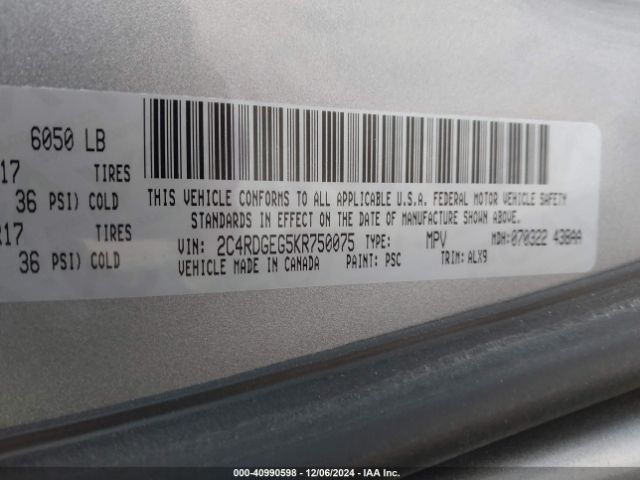 6050 LB
17 TIRES
36 PSI) COLD
R17 TIRES
36 PSI) COLD
THIS VEHICLE CONFORMS TO ALL APPLICABLE U.S.A. FEDERAL MOTOR VEHICLE SAFETY
STANDARDS IN EFFECT ON THE DATE OF MANUFACTURE SHOWN ABOVE.
VIN: 2C4RDGEG5KR750075 TYPE: MPV MDH: 070322 438AA
VEHICLE MADE IN CANADA PAINT: PSC TRIM: ALX9
000-40990598 - 12/06/2024 - IAA Inc.